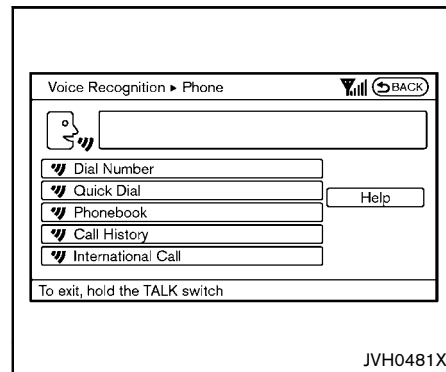 Voice Recognition ▸ Phone
BACK
Dial Number
Quick Dial
Help
Phonebook
Call History
International Call
To exit, hold the TALK switch
JVH0481X